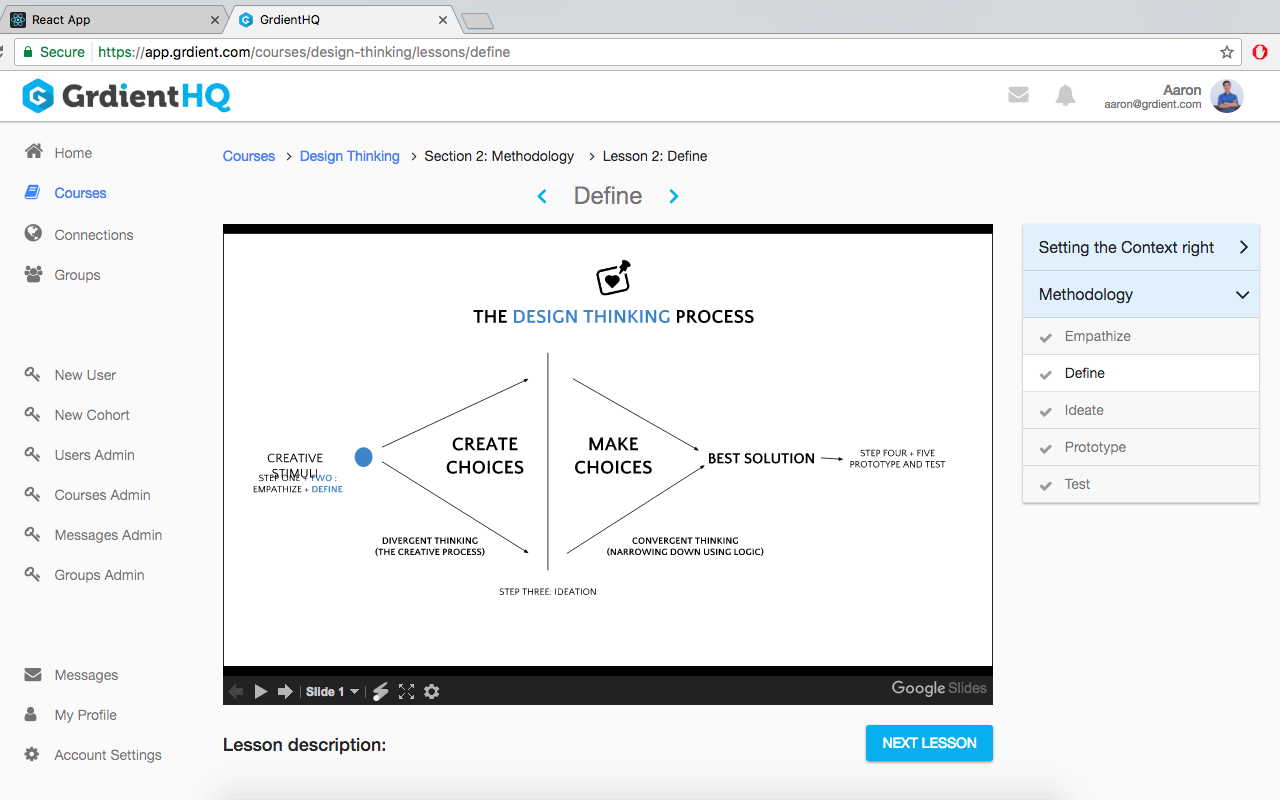 React App
GrdientHQ
Secure
https://app.grdient.com/courses/design-thinking/lessons/define
GrdientHQ
Aaron
aaron@grdient.com
Home
Courses
Connections
Groups
New User
New Cohort
Users Admin
Courses Admin
Messages Admin
Groups Admin
Messages
My Profile
Account Settings
Courses > Design Thinking > Section 2: Methodology > Lesson 2: Define
< Define >
THE DESIGN THINKING PROCESS
CREATIVE
STIMULI
STEP ONE + TWO :
EMPATHIZE + DEFINE
CREATE
CHOICES
MAKE
CHOICES
BEST SOLUTION
STEP FOUR + FIVE
PROTOTYPE AND TEST
DIVERGENT THINKING
(THE CREATIVE PROCESS)
CONVERGENT THINKING
(NARROWING DOWN USING LOGIC)
STEP THREE: IDEATION
Slide 1
Google Slides
Lesson description:
NEXT LESSON
Setting the Context right
Methodology
Empathize
Define
Ideate
Prototype
Test